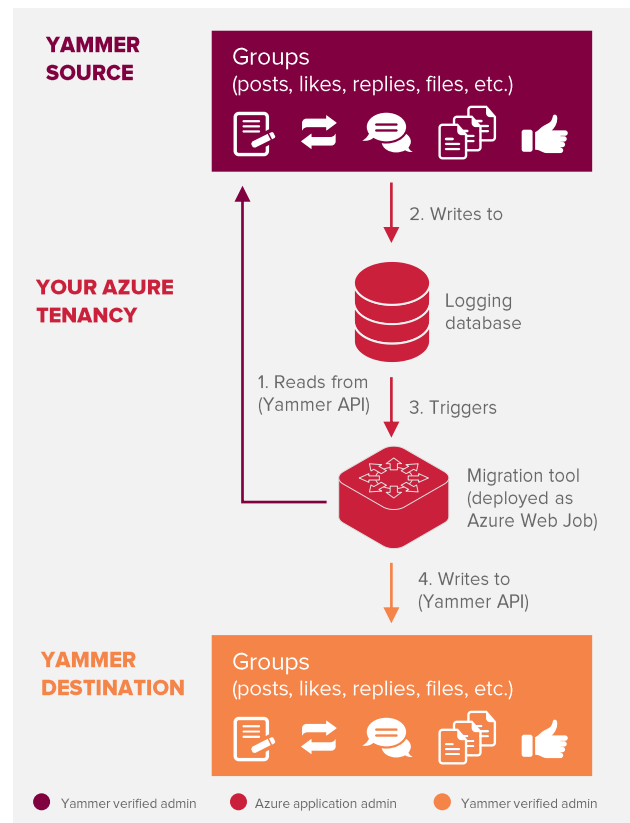 YAMMER
SOURCE
Groups
(posts, likes, replies, files, etc.)
2. Writes to
YOUR AZURE
TENANCY
Logging
database
1. Reads from
(Yammer API)
3. Triggers
Migration tool
(deployed as
Azure Web Job)
4. Writes to
(Yammer API)
YAMMER
DESTINATION
Groups
(posts, likes, replies, files, etc.)
Yammer verified admin
Azure application admin
Yammer verified admin